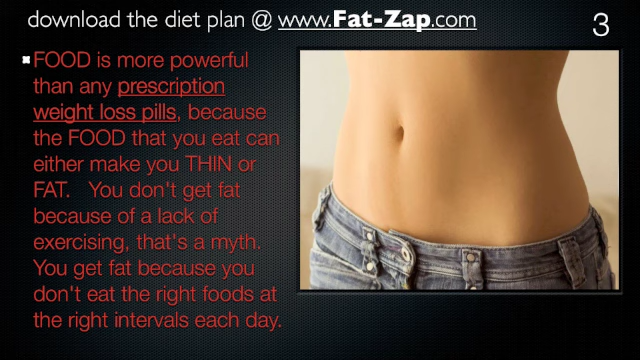 download the diet plan @ www.Fat-Zap.com
3
FOOD is more powerful
than any prescription
weight loss pills, because
the FOOD that you eat can
either make you THIN or
FAT. You don't get fat
because of a lack of
exercising, that's a myth.
You get fat because you
don't eat the right foods at
the right intervals each day.